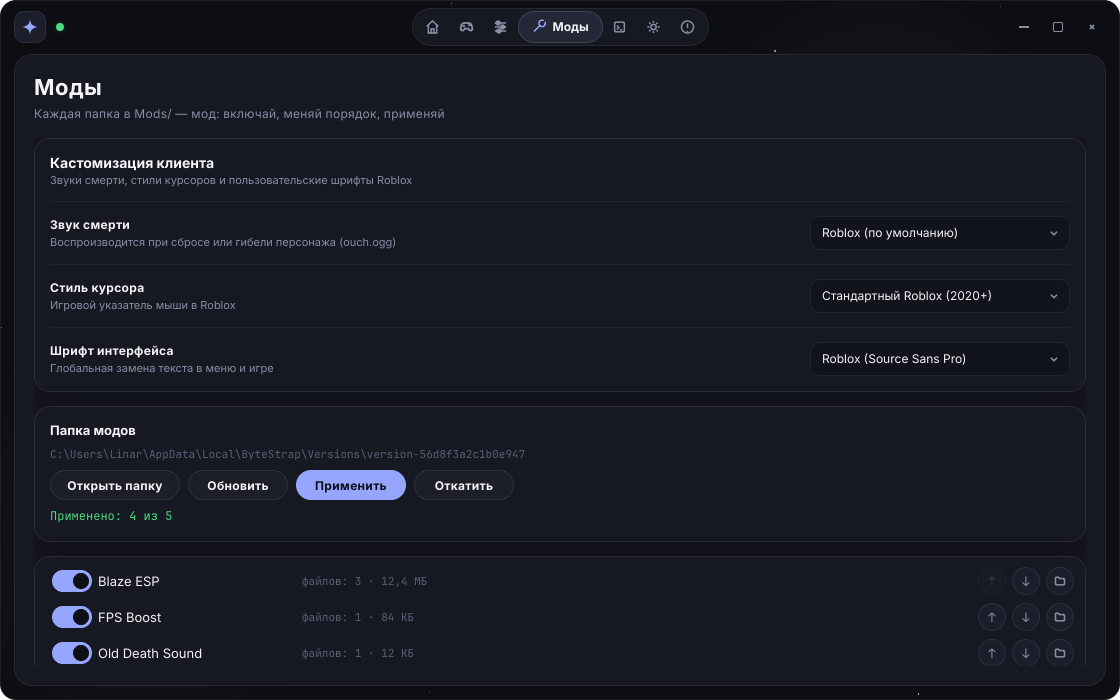 Моды
Моды
Каждая папка в Mods/ — мод: включай, меняй порядок, применяй
Кастомизация клиента
Звуки смерти, стили курсоров и пользовательские шрифты Roblox
Звук смерти
Воспроизводится при сбросе или гибели персонажа (ouch.ogg)
Roblox (по умолчанию)
Стиль курсора
Игровой указатель мыши в Roblox
Стандартный Roblox (2020+)
Шрифт интерфейса
Глобальная замена текста в меню и игре
Roblox (Source Sans Pro)
Папка модов
C:\Users\Linar\AppData\Local\ByteStrap\Versions\version-56d8f3a2c1b0e947
Открыть папку Обновить Применить Откатить
Применено: 4 из 5
Blaze ESP файлов: 3 · 12,4 МБ
FPS Boost файлов: 1 · 84 КБ
Old Death Sound файлов: 1 · 12 КБ